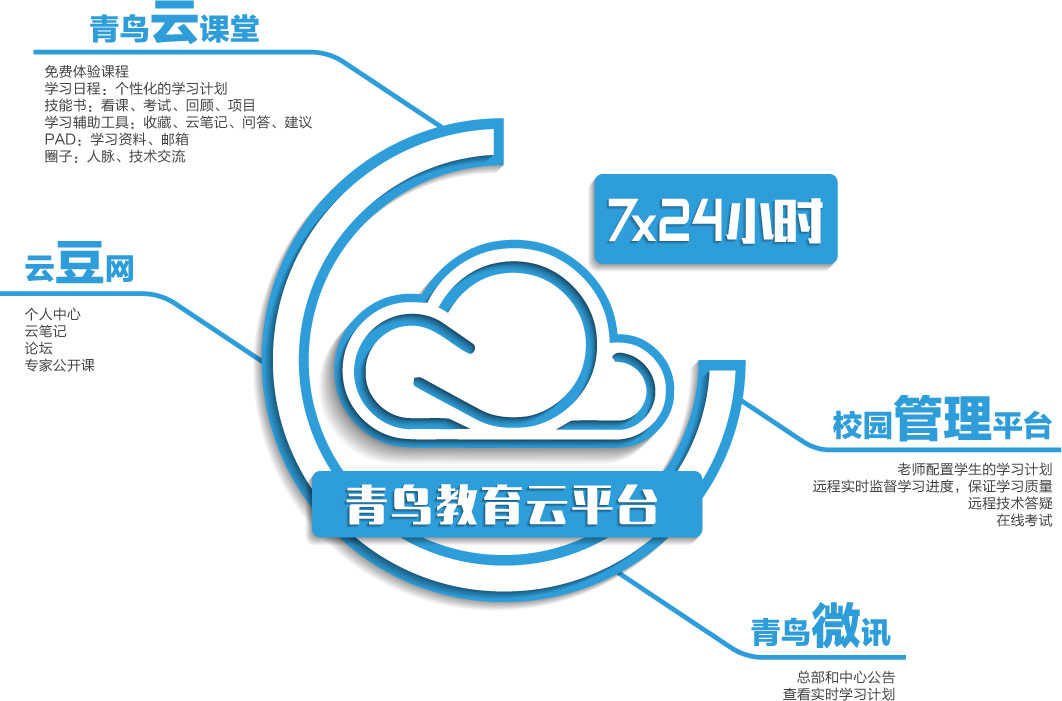 青鸟云课堂
免费体验课程
学习日程：个性化的学习计划
技能书：看课、考试、回顾、项目
学习辅助工具：收藏、云笔记、问答、建议
PAD：学习资料、邮箱
圈子：人脉、技术交流
7x24小时
云豆网
个人中心
云笔记
论坛
专家公开课
校园管理平台
老师配置学生的学习计划
远程实时监督学习进度，保证学习质量
远程技术答疑
在线考试
青鸟教育云平台
青鸟微讯
总部和中心公告
查看实时学习计划